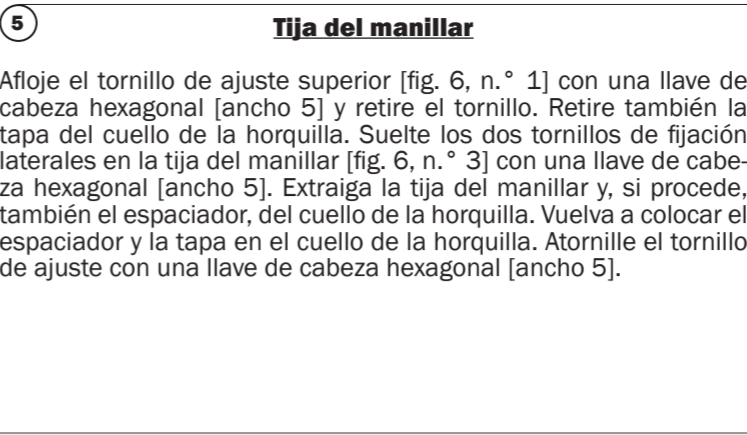 5
Tija del manillar
Afloje el tornillo de ajuste superior [fig. 6, n.° 1] con una llave de
cabeza hexagonal [ancho 5] y retire el tornillo. Retire también la
tapa del cuello de la horquilla. Suelte los dos tornillos de fijación
laterales en la tija del manillar [fig. 6, n.° 3] con una llave de cabe-
za hexagonal [ancho 5]. Extraiga la tija del manillar y, si procede,
también el espaciador, del cuello de la horquilla. Vuelva a colocar el
espaciador y la tapa en el cuello de la horquilla. Atornille el tornillo
de ajuste con una llave de cabeza hexagonal [ancho 5].